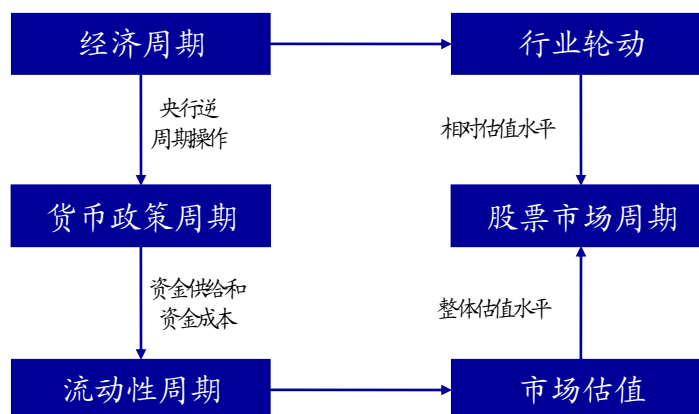 经济周期
行业轮动
央行逆
周期操作
相对估值水平
货币政策周期
股票市场周期
资金供给和
资金成本
整体估值水平
流动性周期
市场估值